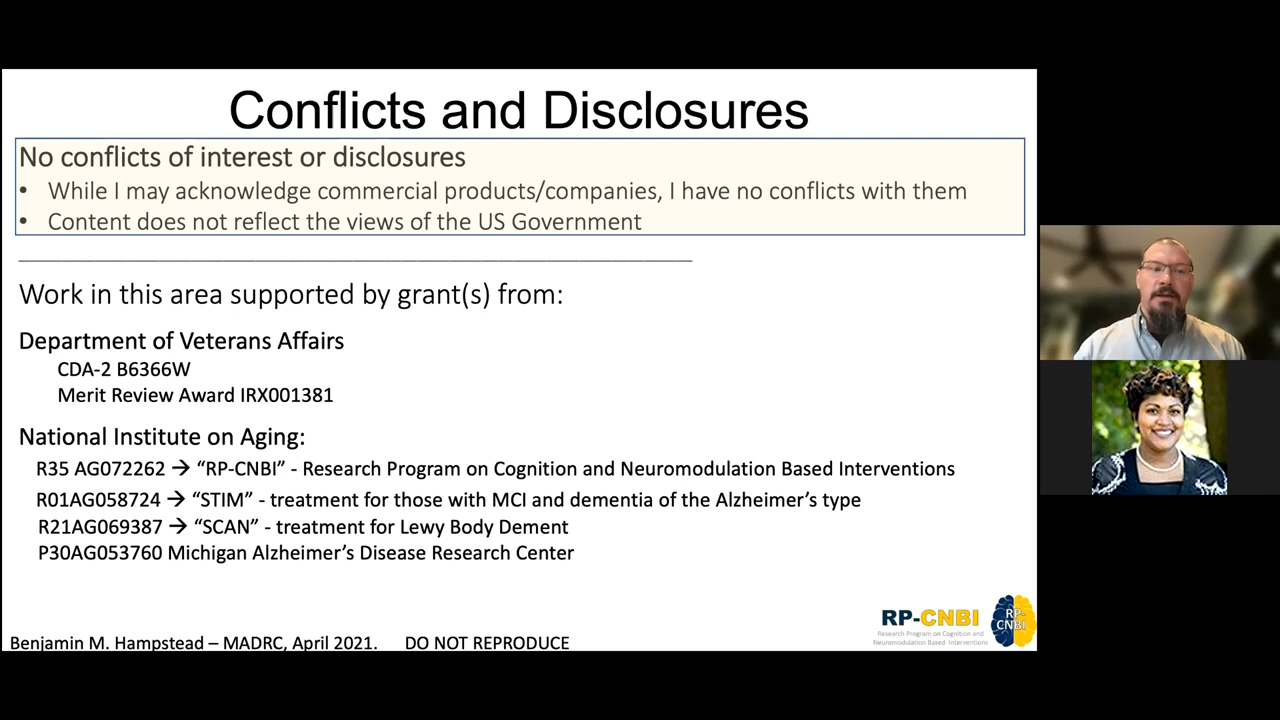 Conflicts and Disclosures
No conflicts of interest or disclosures
• While I may acknowledge commercial products/companies, I have no conflicts with them
• Content does not reflect the views of the US Government
Work in this area supported by grant(s) from:
Department of Veterans Affairs
CDA-2 B6366W
Merit Review Award IRX001381
National Institute on Aging:
R35 AG072262 → “RP-CNBI” - Research Program on Cognition and Neuromodulation Based Interventions
R01AG058724 → “STIM” - treatment for those with MCI and dementia of the Alzheimer’s type
R21AG069387 → “SCAN” - treatment for Lewy Body Dement
P30AG053760 Michigan Alzheimer’s Disease Research Center
RP-CNBI
Research Program on Cognition and
Neuromodulation Based Interventions
RP-
CNBI
Benjamin M. Hampstead – MADRC, April 2021. DO NOT REPRODUCE